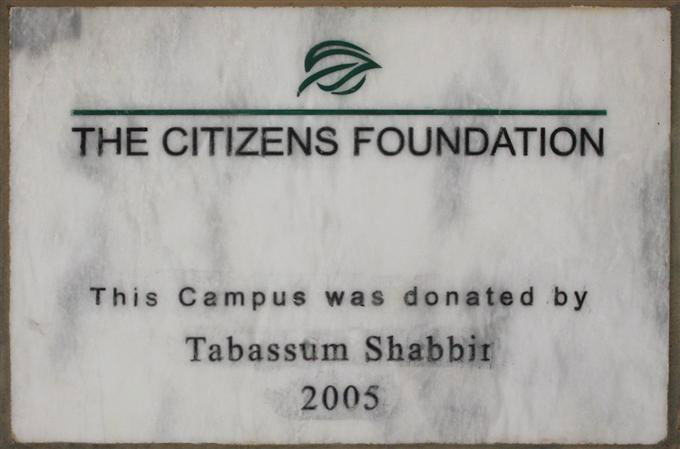 THE CITIZENS FOUNDATION
This Campus was donated by
Tabassum Shabbir
2005